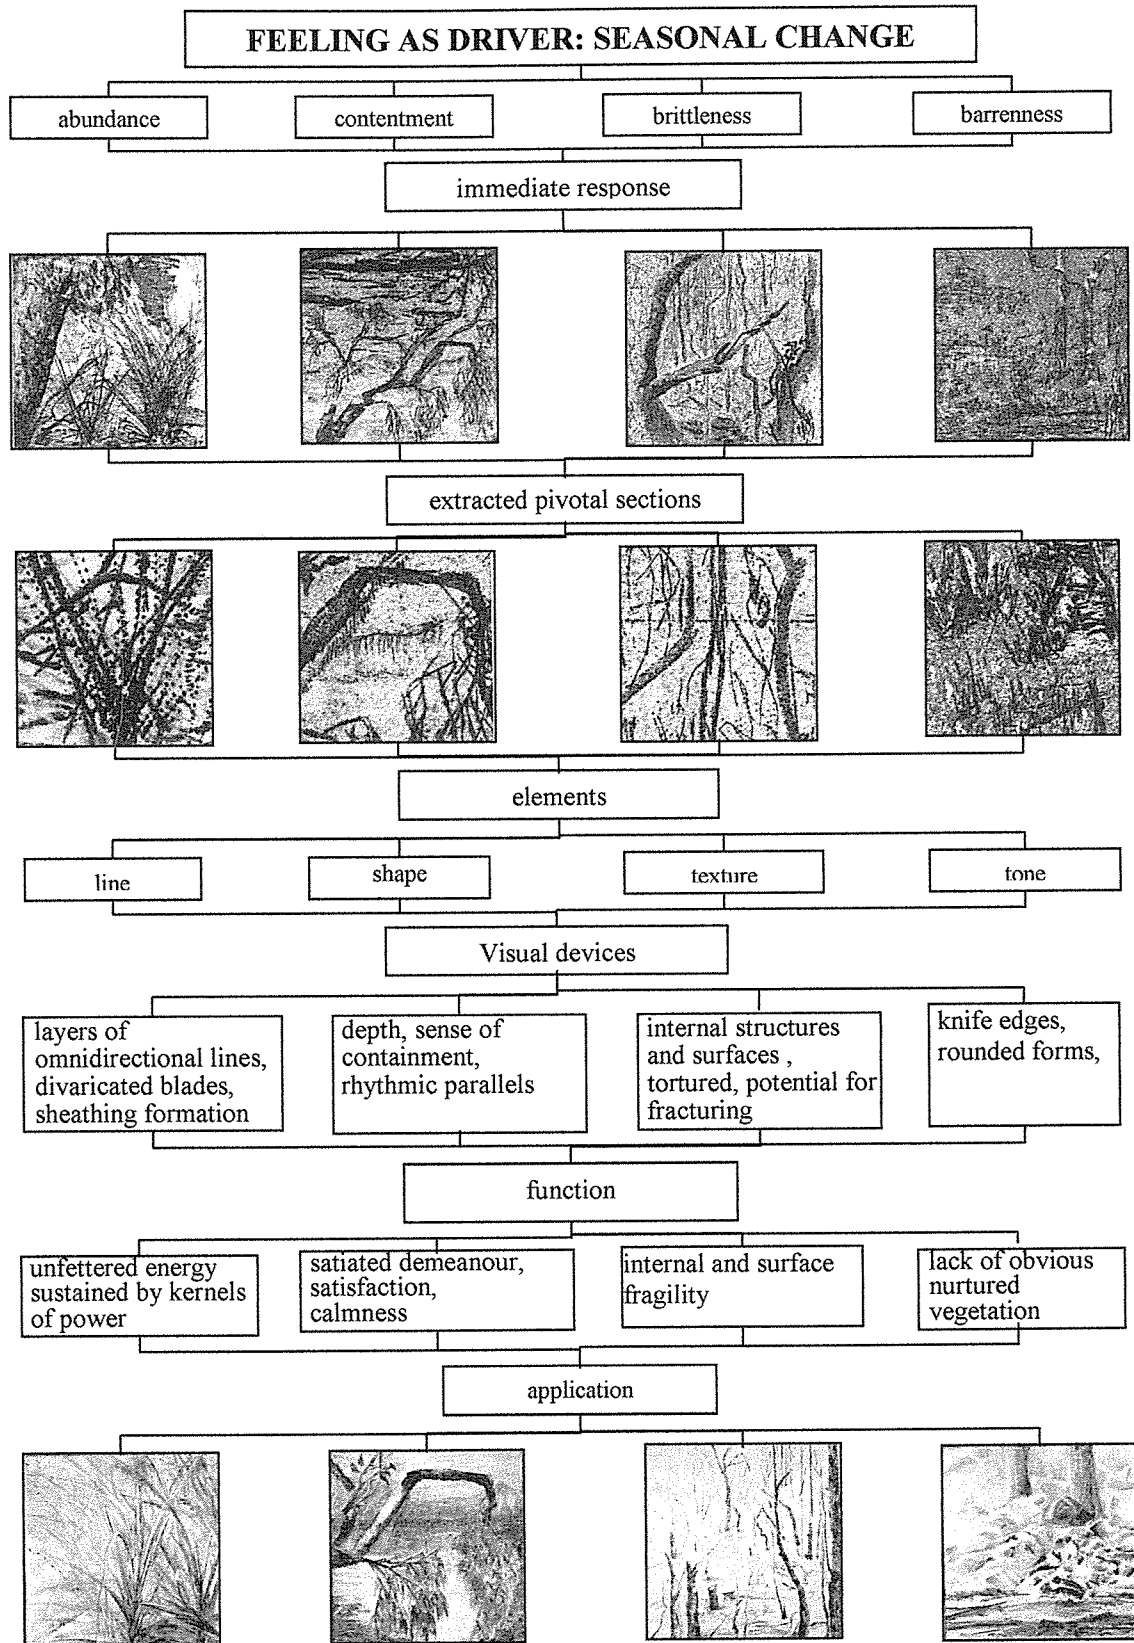 FEELING AS DRIVER: SEASONAL CHANGE
abundance
contentment
brittleness
barrenness
immediate response
extracted pivotal sections
elements
line
shape
texture
tone
Visual devices
layers of
omnidirectional lines,
divaricated blades,
sheathing formation
depth, sense of
containment,
rhythmic parallels
internal structures
and surfaces ,
tortured, potential for
fracturing
knife edges,
rounded forms,
function
unfettered energy
sustained by kernels
of power
satiated demeanour,
satisfaction,
calmness
internal and surface
fragility
lack of obvious
nurtured
vegetation
application